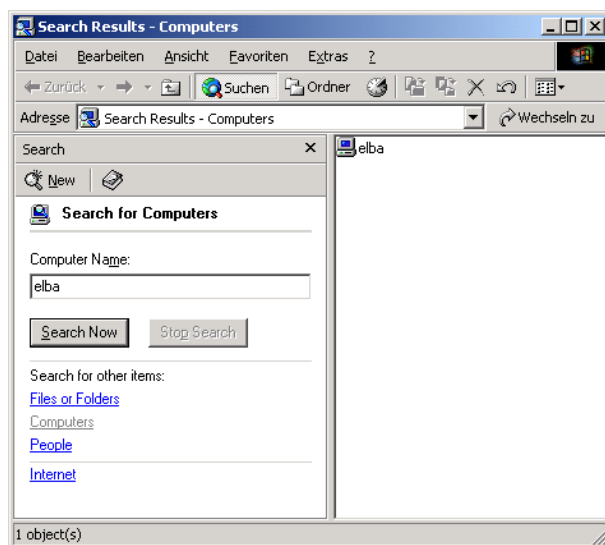 Search Results - Computers
Datei Bearbeiten Ansicht Favoriten Extras ?
Zurück Suchen Ordner
Adresse Search Results - Computers Wechseln zu
Search
New
Search for Computers
Computer Name:
elba
Search Now Stop Search
Search for other items:
Files or Folders
Computers
People
Internet
elba
1 object(s)